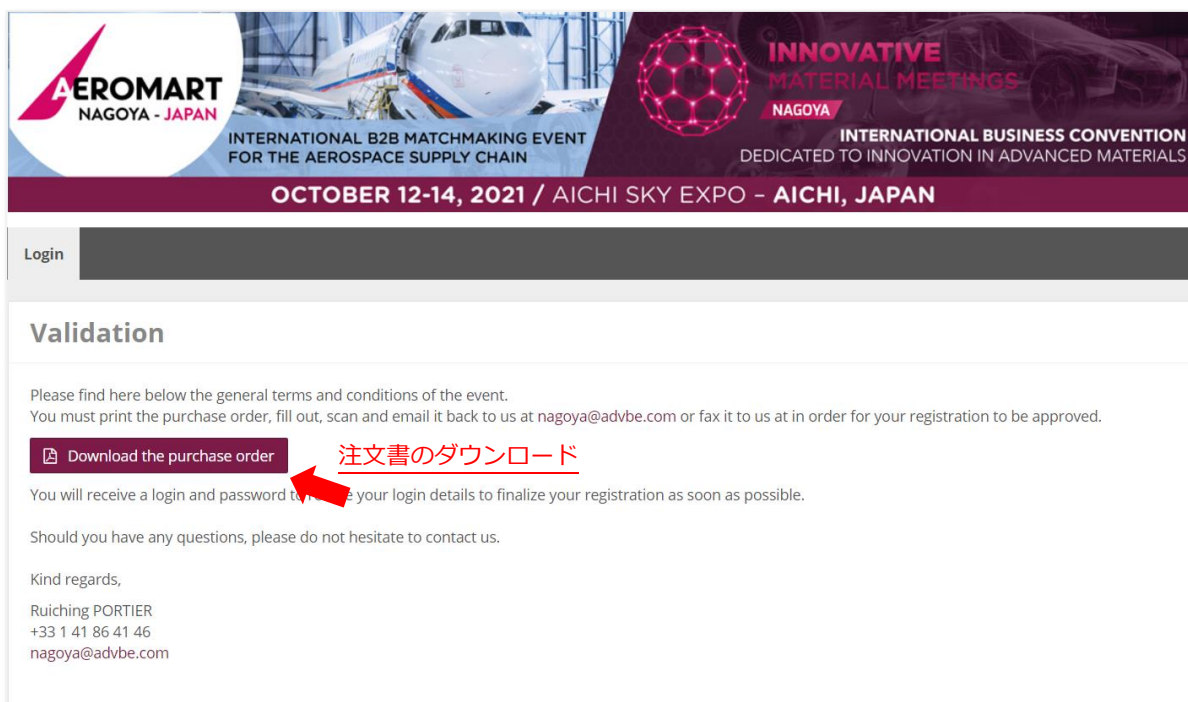 AEROMART
NAGOYA - JAPAN
INTERNATIONAL B2B MATCHMAKING EVENT
FOR THE AEROSPACE SUPPLY CHAIN
INNOVATIVE
MATERIAL MEETINGS
NAGOYA
INTERNATIONAL BUSINESS CONVENTION
DEDICATED TO INNOVATION IN ADVANCED MATERIALS
OCTOBER 12-14, 2021 / AICHI SKY EXPO – AICHI, JAPAN
Login
Validation
Please find here below the general terms and conditions of the event.
You must print the purchase order, fill out, scan and email it back to us at nagoya@advbe.com or fax it to us at in order for your registration to be approved.
Download the purchase order
注文書のダウンロード
You will receive a login and password to your login details to finalize your registration as soon as possible.
Should you have any questions, please do not hesitate to contact us.
Kind regards,
Ruiching PORTIER
+33 1 41 86 41 46
nagoya@advbe.com